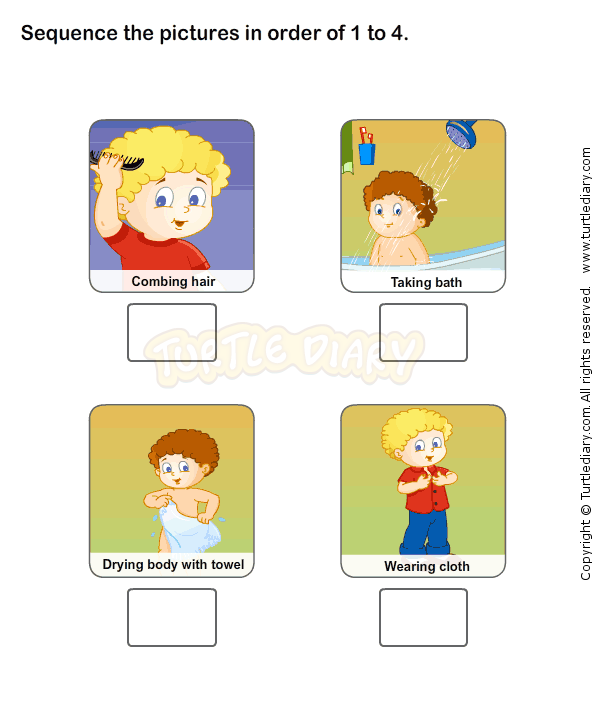 Sequence the pictures in order of 1 to 4.
Combing hair
Taking bath
TURTLE DIARY
Drying body with towel
Wearing cloth
Copyright © Turtlediary.com All rights reserved. www.turtlediary.com